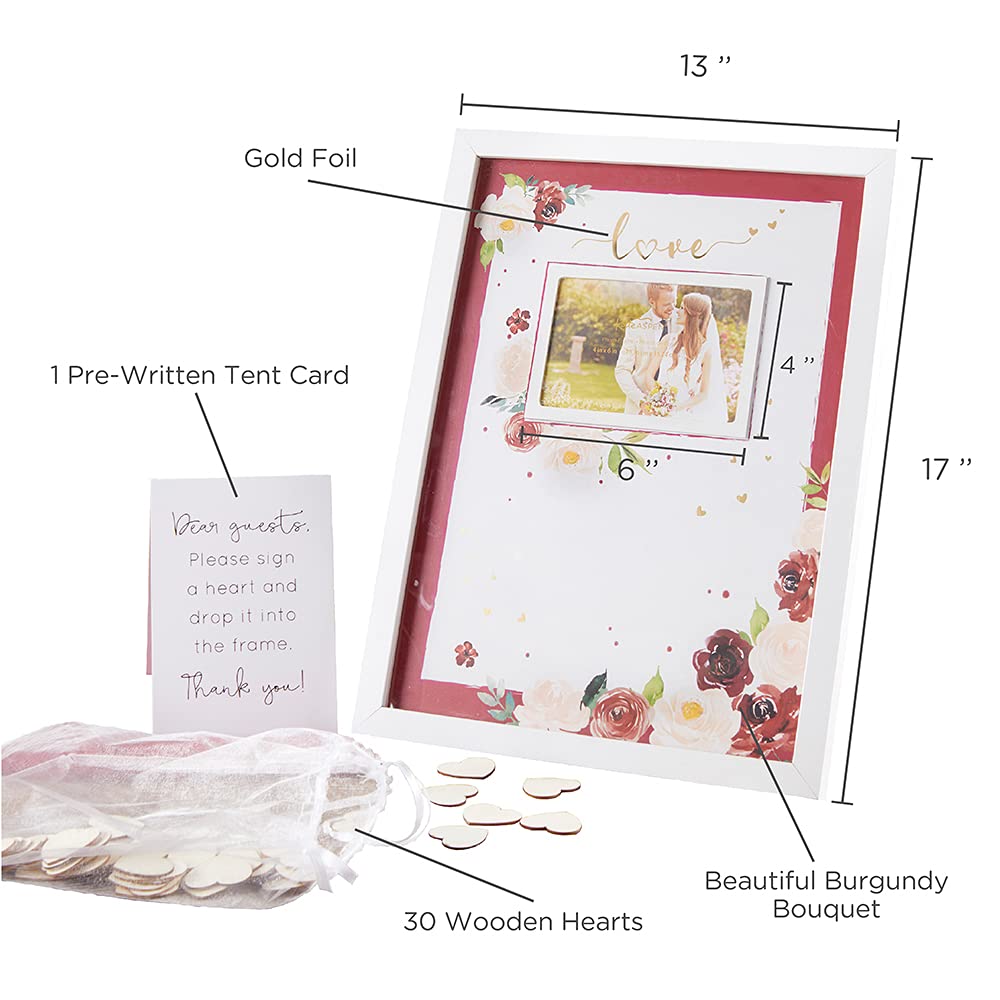 13 ”
Gold Foil
love
1 Pre-Written Tent Card
4 ”
6 ”
17 ”
Dear guests,
Please sign
a heart and
drop it into
the frame.
Thank you!
30 Wooden Hearts
Beautiful Burgundy
Bouquet